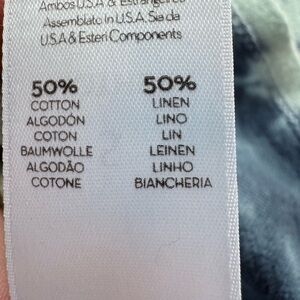 Ambos U.S.A. & Estrangeiro
Assemblato in U.S.A. Sia da
U.S.A & Esteri Components
50% 50%
COTTON LINEN
ALGODÓN LINO
COTON LIN
BAUMWOLLE LEINEN
ALGODÃO LINHO
COTONE BIANCHERIA